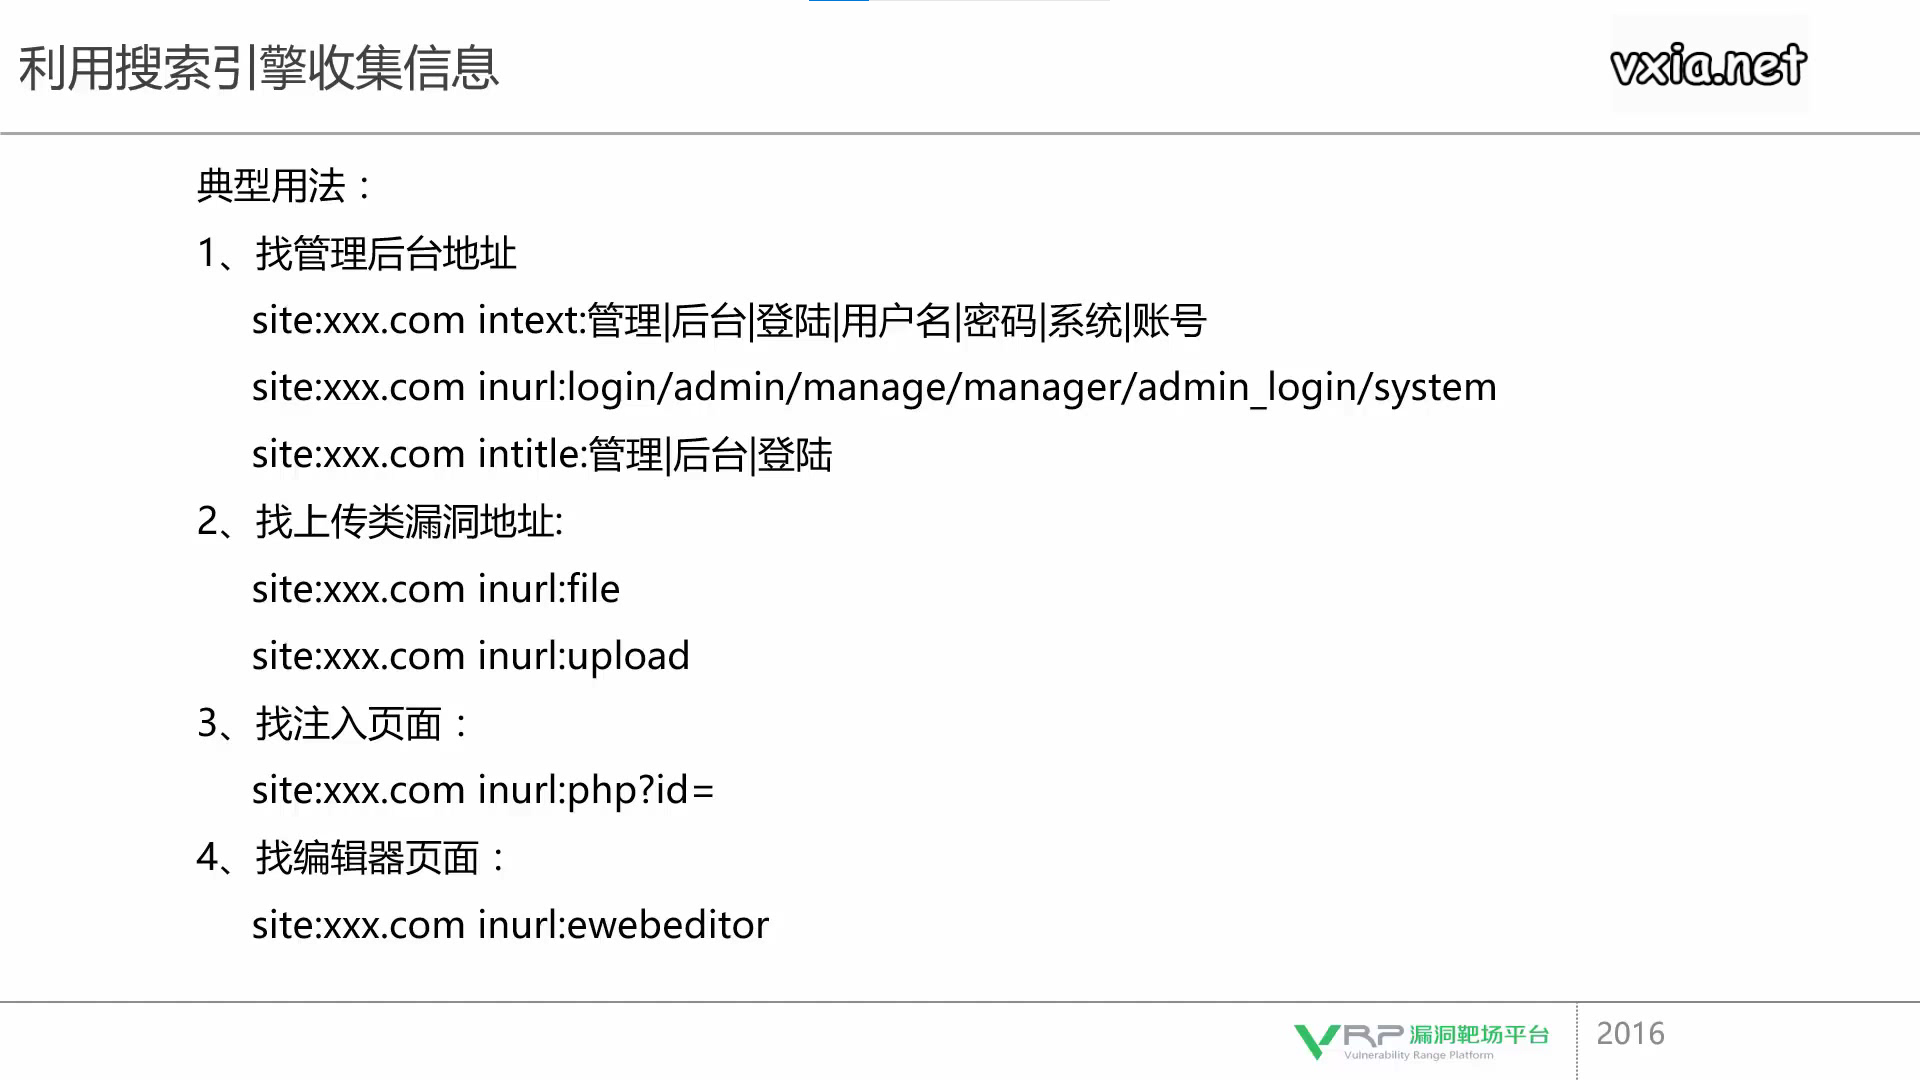 利用搜索引擎收集信息
vxia.net
典型用法：
1、找管理后台地址
site:xxx.com intext:管理|后台|登陆|用户名|密码|系统|账号
site:xxx.com inurl:login/admin/manage/manager/admin_login/system
site:xxx.com intitle:管理|后台|登陆
2、找上传类漏洞地址:
site:xxx.com inurl:file
site:xxx.com inurl:upload
3、找注入页面：
site:xxx.com inurl:php?id=
4、找编辑器页面：
site:xxx.com inurl:ewebeditor
VRP 漏洞靶场平台
Vulnerability Range Platform
2016